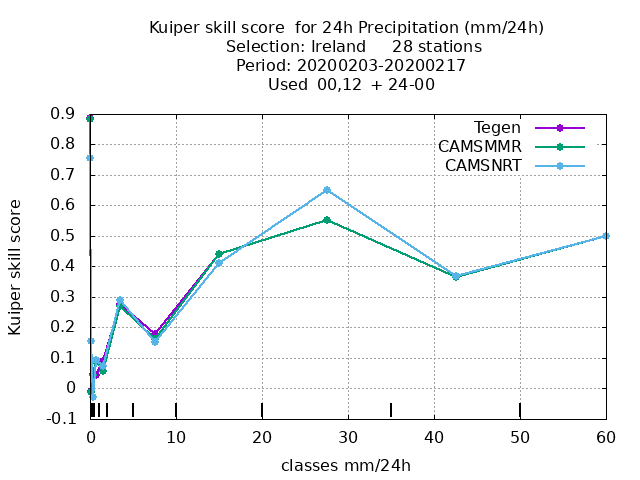 Kuiper skill score  for 24h Precipitation (mm/24h)
Selection: Ireland     28 stations
Period: 20200203-20200217
Used  00,12  + 24-00
Tegen
CAMSMMR
CAMSNRT
Kuiper skill score
0.9
0.8
0.7
0.6
0.5
0.4
0.3
0.2
0.1
0
-0.1
0 10 20 30 40 50 60
classes mm/24h